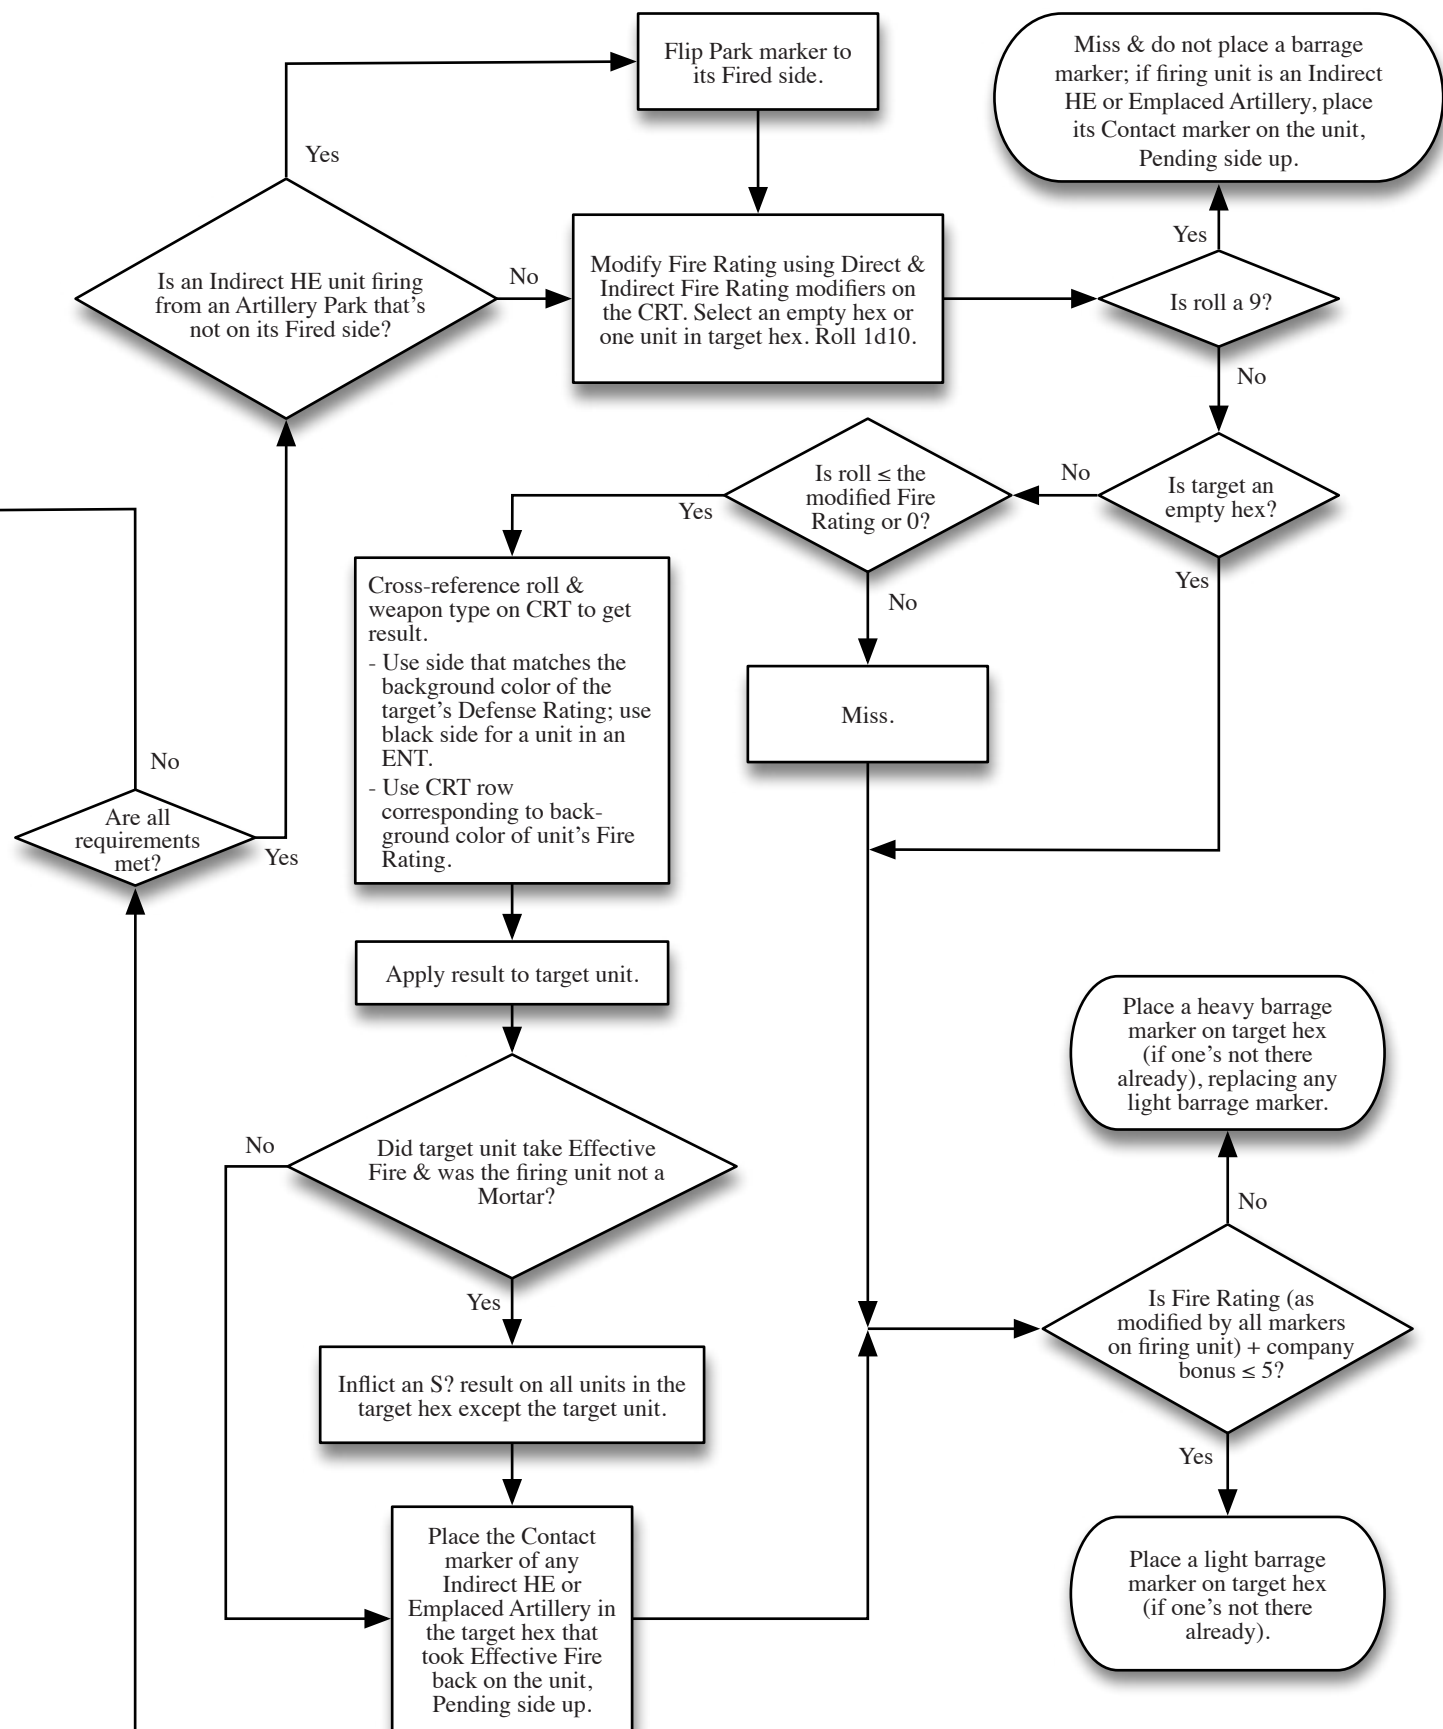 Flip Park marker to
its Fired side.
Miss & do not place a barrage
marker; if firing unit is an Indirect
HE or Emplaced Artillery, place
its Contact marker on the unit,
Pending side up.
Yes
Is an Indirect HE unit firing
from an Artillery Park that's
not on its Fired side?
No
Modify Fire Rating using Direct &
Indirect Fire Rating modifiers on
the CRT. Select an empty hex or
one unit in target hex. Roll 1d10.
Yes
Is roll a 9?
No
Is target an
empty hex?
No
Yes
Is roll ≤ the
modified Fire
Rating or 0?
Yes
No
Miss.
Cross-reference roll &
weapon type on CRT to get
result.
- Use side that matches the
background color of the
target's Defense Rating; use
black side for a unit in an
ENT.
- Use CRT row
corresponding to back-
ground color of unit's Fire
Rating.
No
Are all
requirements
met?
Yes
Apply result to target unit.
Did target unit take Effective
Fire & was the firing unit not a
Mortar?
No
Yes
Inflict an S? result on all units in the
target hex except the target unit.
Place the Contact
marker of any
Indirect HE or
Emplaced Artillery in
the target hex that
took Effective Fire
back on the unit,
Pending side up.
Place a heavy barrage
marker on target hex
(if one's not there
already), replacing any
light barrage marker.
No
Is Fire Rating (as
modified by all markers
on firing unit) + company
bonus ≤ 5?
Yes
Place a light barrage
marker on target hex
(if one's not there
already).